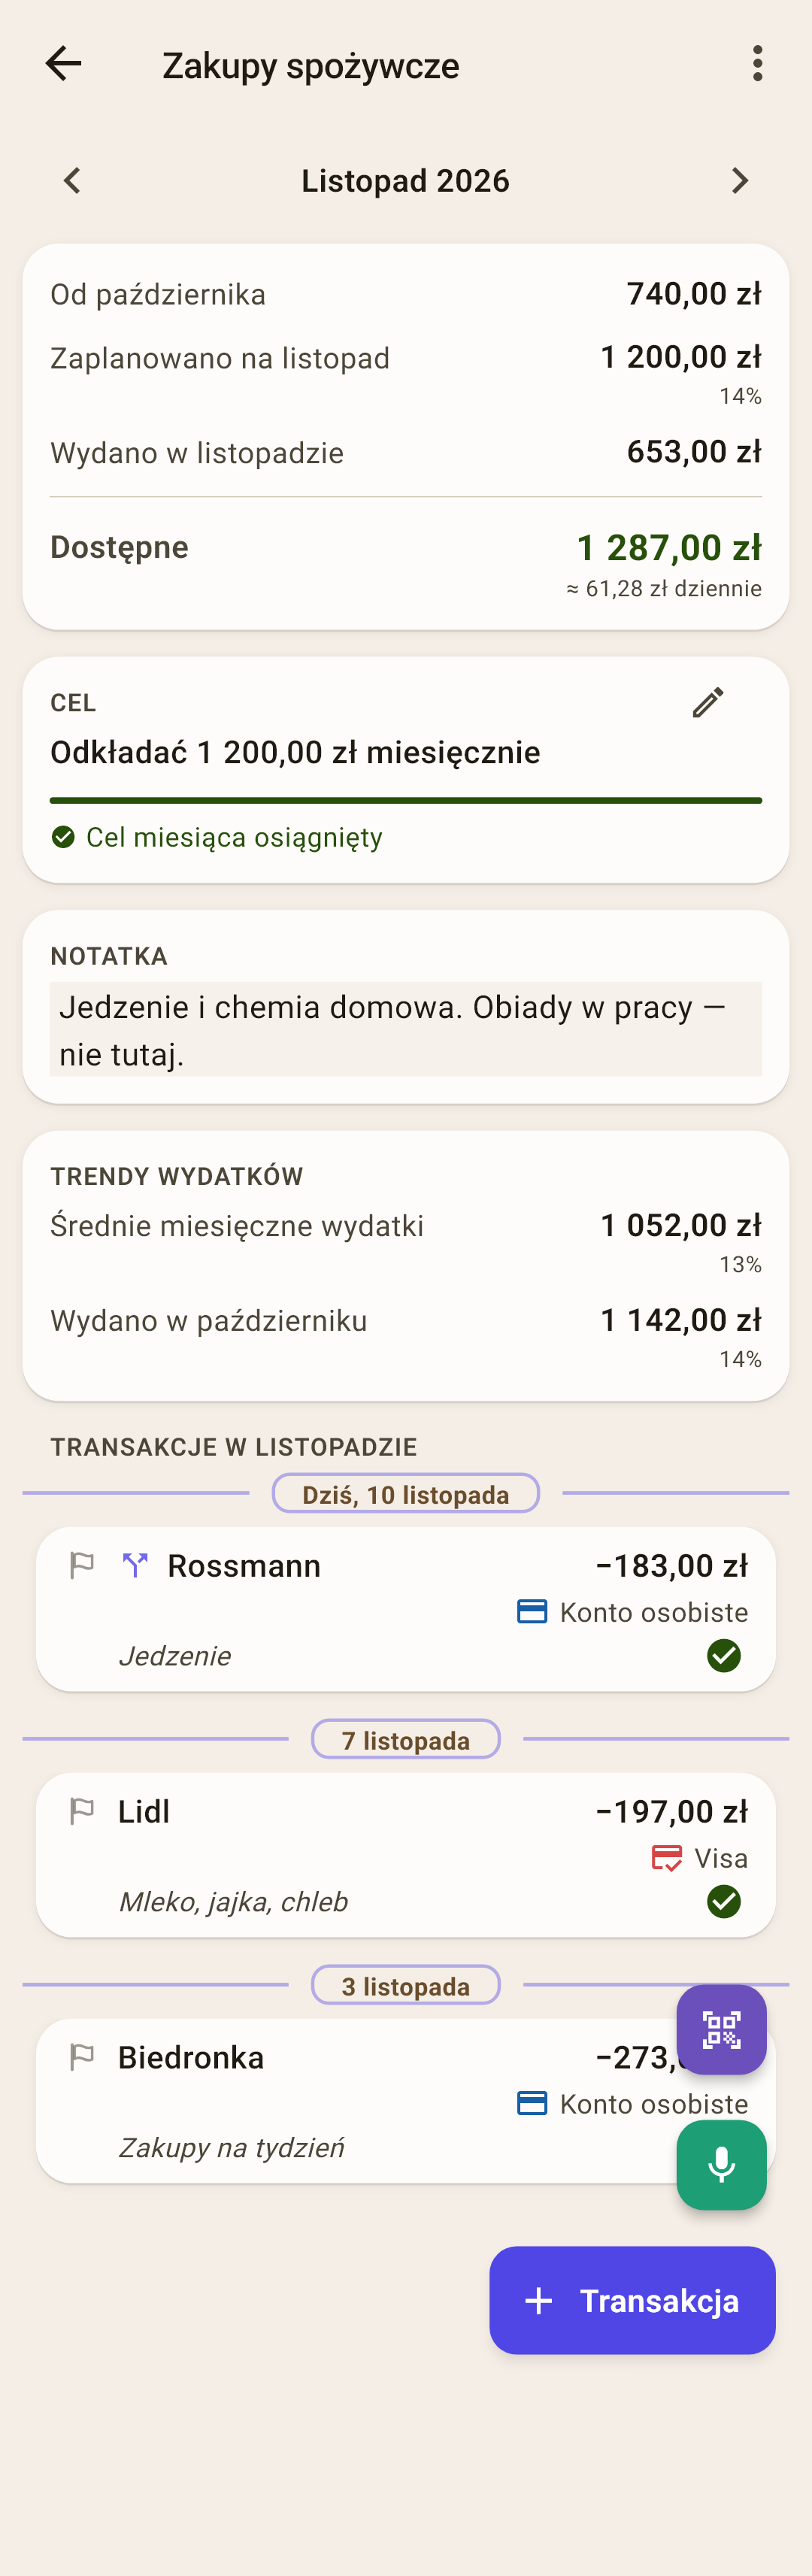 Zakupy spożywcze
Listopad 2026
Od października 740,00 zł
Zaplanowano na listopad 1 200,00 zł
14%
Wydano w listopadzie 653,00 zł
Dostępne 1 287,00 zł
≈ 61,28 zł dziennie
CEL
Odkładać 1 200,00 zł miesięcznie
Cel miesiąca osiągnięty
NOTATKA
Jedzenie i chemia domowa. Obiady w pracy —
nie tutaj.
TRENDY WYDATKÓW
Średnie miesięczne wydatki 1 052,00 zł
13%
Wydano w październiku 1 142,00 zł
14%
TRANSAKCJE W LISTOPADZIE
Dziś, 10 listopada
Rossmann −183,00 zł
Konto osobiste
Jedzenie
7 listopada
Lidl −197,00 zł
Visa
Mleko, jajka, chleb
3 listopada
Biedronka −273,
Konto osobiste
Zakupy na tydzień
+ Transakcja